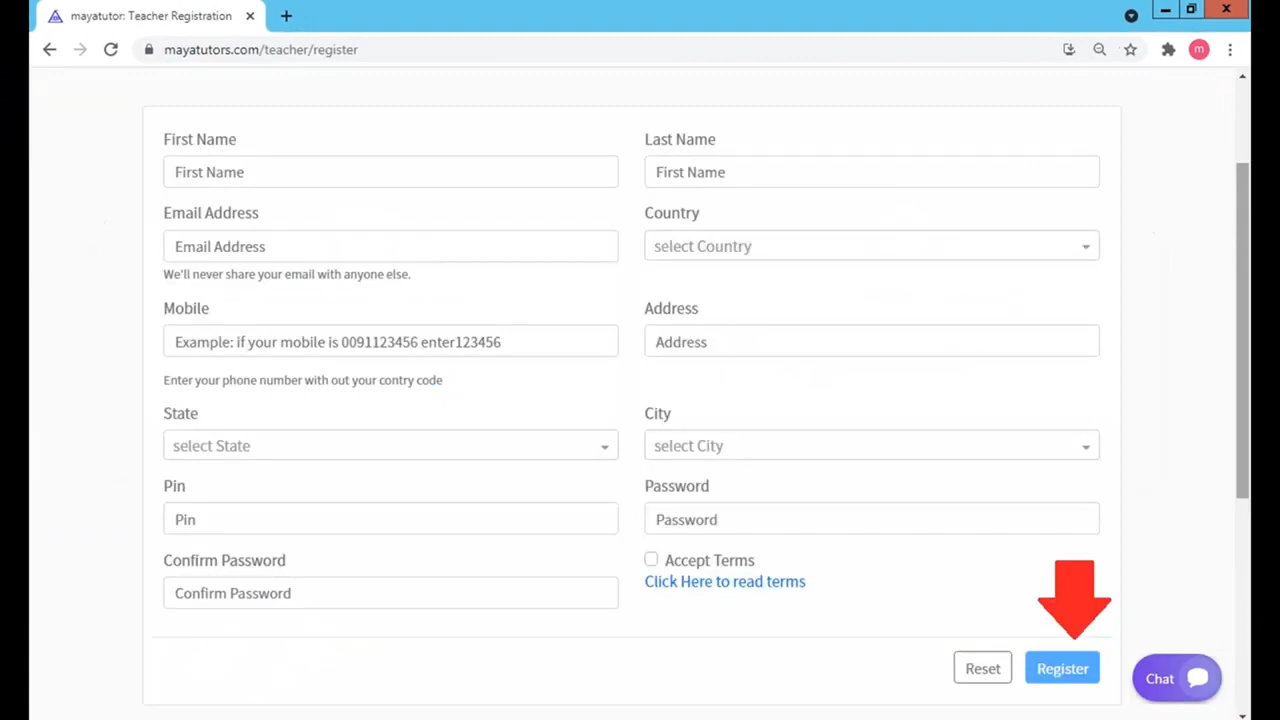 mayatutor: Teacher Registration
mayatutors.com/teacher/register
m
First Name
Last Name
First Name
First Name
Email Address
Country
Email Address
select Country
We'll never share your email with anyone else.
Mobile
Address
Example: if your mobile is 0091123456 enter123456
Address
Enter your phone number with out your contry code
State
City
select State
select City
Pin
Password
Pin
Password
Confirm Password
Accept Terms
Click Here to read terms
Confirm Password
Reset
Register
Chat